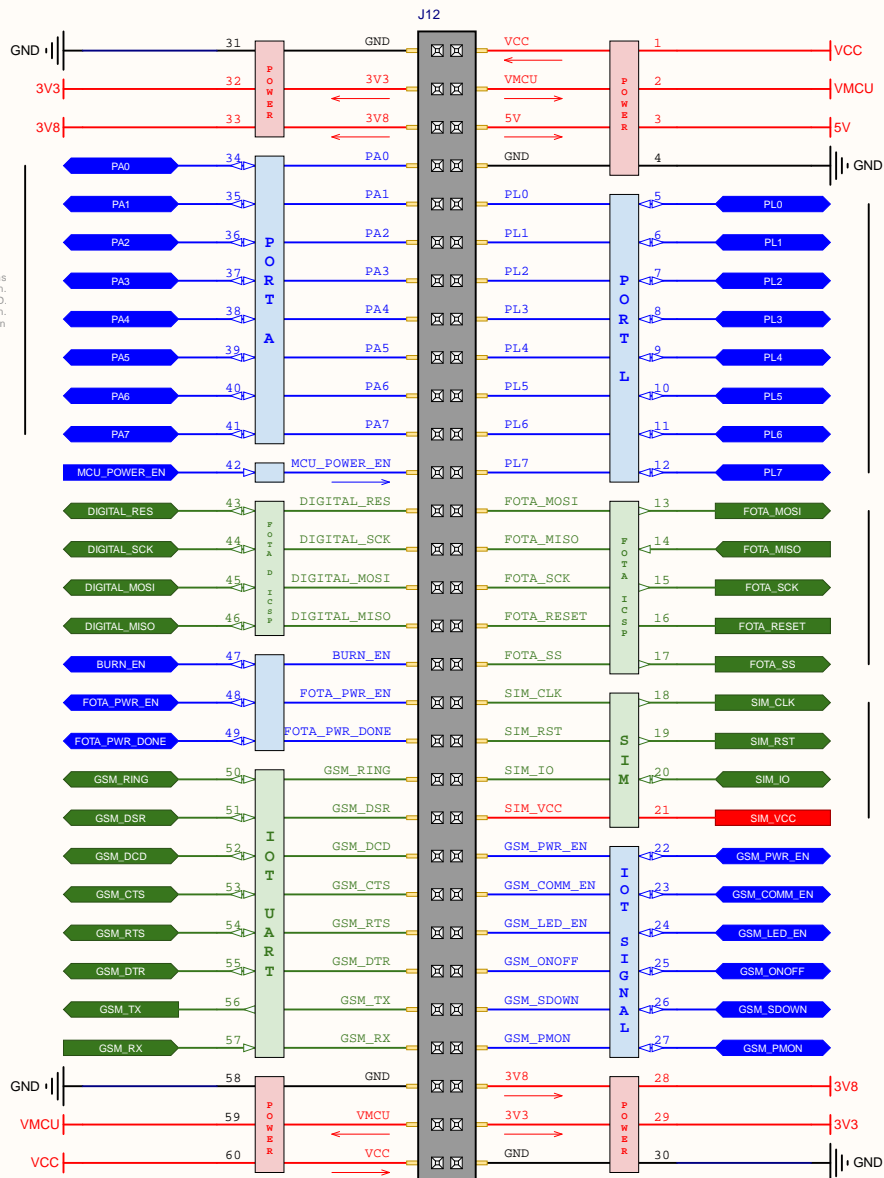 J12
GND 31 POWER GND VCC POWER 1 VCC
3V3 32 3V3 VMCU 2 VMCU
3V8 33 3V8 5V 3 5V
PA0 34 PORT A PA0 GND 4 GND
PA1 35 PA1 PL0 PORT L 5 PL0
PA2 36 PA2 PL1 6 PL1
PA3 37 PA3 PL2 7 PL2
PA4 38 PA4 PL3 8 PL3
PA5 39 PA5 PL4 9 PL4
PA6 40 PA6 PL5 10 PL5
PA7 41 PA7 PL6 11 PL6
MCU_POWER_EN 42 MCU_POWER_EN PL7 12 PL7
DIGITAL_RES 43 FOTA D ICSP DIGITAL_RES FOTA_MOSI FOTA ICSP 13 FOTA_MOSI
DIGITAL_SCK 44 DIGITAL_SCK FOTA_MISO 14 FOTA_MISO
DIGITAL_MOSI 45 DIGITAL_MOSI FOTA_SCK 15 FOTA_SCK
DIGITAL_MISO 46 DIGITAL_MISO FOTA_RESET 16 FOTA_RESET
BURN_EN 47 BURN_EN FOTA_SS 17 FOTA_SS
FOTA_PWR_EN 48 FOTA_PWR_EN SIM_CLK SIM 18 SIM_CLK
FOTA_PWR_DONE 49 FOTA_PWR_DONE SIM_RST 19 SIM_RST
GSM_RING 50 IOT UART GSM_RING SIM_IO 20 SIM_IO
GSM_DSR 51 GSM_DSR SIM_VCC 21 SIM_VCC
GSM_DCD 52 GSM_DCD GSM_PWR_EN IOT SIGNAL 22 GSM_PWR_EN
GSM_CTS 53 GSM_CTS GSM_COMM_EN 23 GSM_COMM_EN
GSM_RTS 54 GSM_RTS GSM_LED_EN 24 GSM_LED_EN
GSM_DTR 55 GSM_DTR GSM_ONOFF 25 GSM_ONOFF
GSM_TX 56 GSM_TX GSM_SDOWN 26 GSM_SDOWN
GSM_RX 57 GSM_RX GSM_PMON 27 GSM_PMON
GND 58 POWER GND 3V8 POWER 28 3V8
VMCU 59 VMCU 3V3 29 3V3
VCC 60 VCC GND 30 GND